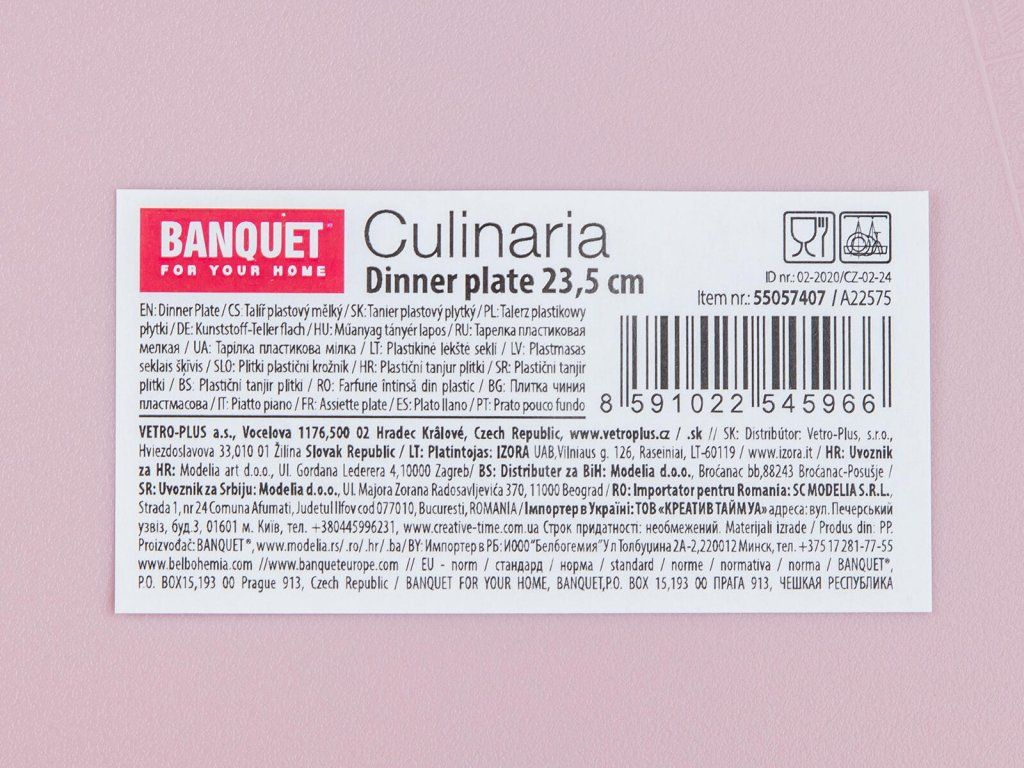 BANQUET
FOR YOUR HOME
Culinaria
Dinner plate 23,5 cm
ID nr.: 02-2020/CZ-02-24
Item nr.: 55057407 / A22575
EN: Dinner Plate / CS: Talíř plastový mělký / SK: Tanier plastový plytký / PL: Talerz plastikowy
płytki / DE: Kunststoff-Teller flach / HU: Műanyag tányér lapos / RU: Тарелка пластиковая
мелкая / UA: Тарілка пластикова мілка / LT: Plastikinė lėkštė sekli / LV: Plastmasas
seklais šķīvis / SLO: Plitki plastični krožnik / HR: Plastični tanjur plitki / SR: Plastični tanjir
plitki / BS: Plastični tanjir plitki / RO: Farfurie întinsă din plastic / BG: Плитка чиния
пластмасова / IT: Piatto piano / FR: Assiette plate / ES: Plato llano / PT: Prato pouco fundo
8 591022 545966
VETRO-PLUS a.s., Vocelova 1176,500 02 Hradec Králové, Czech Republic, www.vetroplus.cz / .sk // SK: Distribútor: Vetro-Plus, s.r.o.,
Hviezdoslavova 33,010 01 Žilina Slovak Republic / LT: Platintojas: IZORA UAB,Vilniaus g. 126, Raseiniai, LT-60119 / www.izora.lt / HR: Uvoznik
za HR: Modelia art d.o.o., Ul. Gordana Lederera 4,10000 Zagreb/ BS: Distributer za BiH: Modelia d.o.o., Broćanac bb,88243 Broćanac-Posušje /
SR: Uvoznik za Srbiju: Modelia d.o.o., Ul. Majora Zorana Radosavljevića 370, 11000 Beograd / RO: Importator pentru Romania: SC MODELIA S.R.L.,
Strada 1, nr 24 Comuna Afumati, Judetul Ilfov cod 077010, Bucuresti, ROMANIA / Імпортер в Україні: ТОВ «КРЕАТИВ ТАЙМ УА» адреса: вул. Печерський
узвіз, буд.3, 01601 м. Київ, тел. +380445996231, www.creative-time.com.ua Строк придатності: необмежений. Materijali izrade / Produs din: PP.
Proizvođač: BANQUET®, www.modelia.rs/ .ro/ .hr/ .ba/ BY: Импортер в РБ: ИООО "Белбогемия" Ул Толбуцина 2А-2,220012 Минск, тел. +375 17 281-77-55
www.belbohemia.com //www.banqueteurope.com // EU - norm / стандард / норма / standard / norme / normativa / norma / BANQUET®,
P.O. BOX15,193 00 Prague 913, Czech Republic / BANQUET FOR YOUR HOME, BANQUET,P.O. BOX 15,193 00 ПРАГА 913, ЧЕШКАЯ РЕСПУБЛИКА